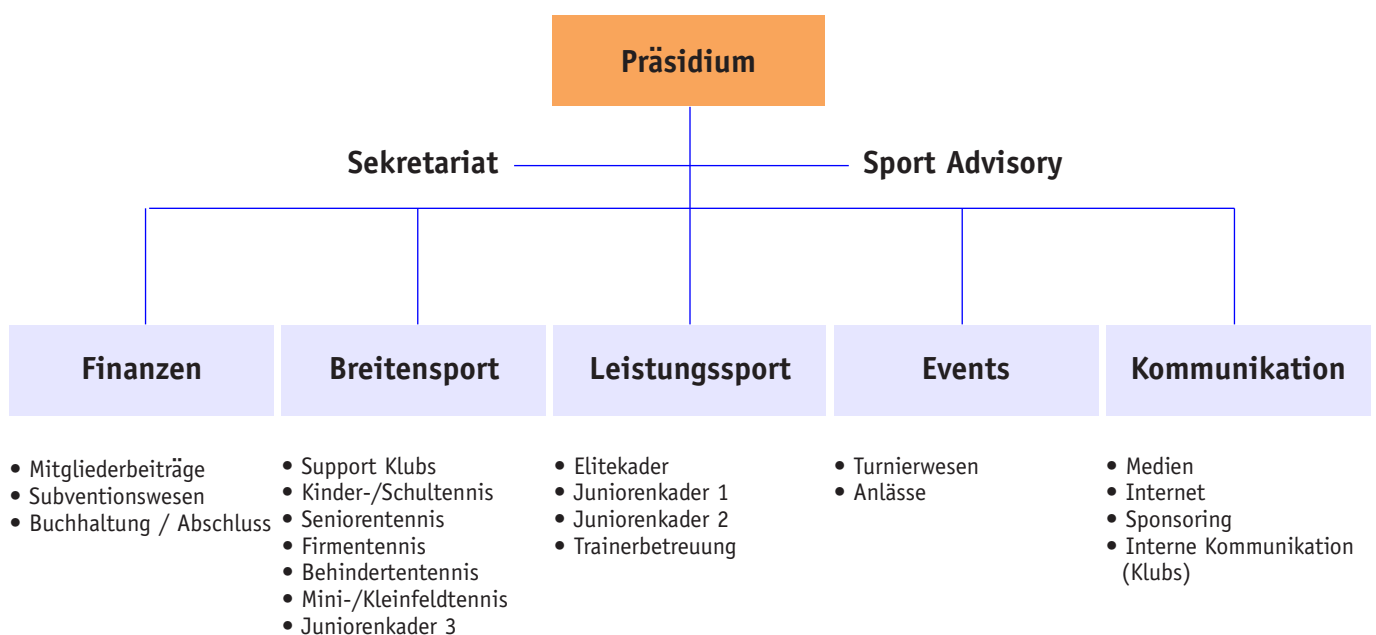 Präsidium
Sekretariat
Sport Advisory
Finanzen
Breitensport
Leistungssport
Events
Kommunikation
• Mitgliederbeiträge
• Subventionswesen
• Buchhaltung / Abschluss
• Support Klubs
• Kinder-/Schultennis
• Seniorentennis
• Firmentennis
• Behindertentennis
• Mini-/Kleinfeldtennis
• Juniorenkader 3
• Elitekader
• Juniorenkader 1
• Juniorenkader 2
• Trainerbetreuung
• Turnierwesen
• Anlässe
• Medien
• Internet
• Sponsoring
• Interne Kommunikation
(Klubs)